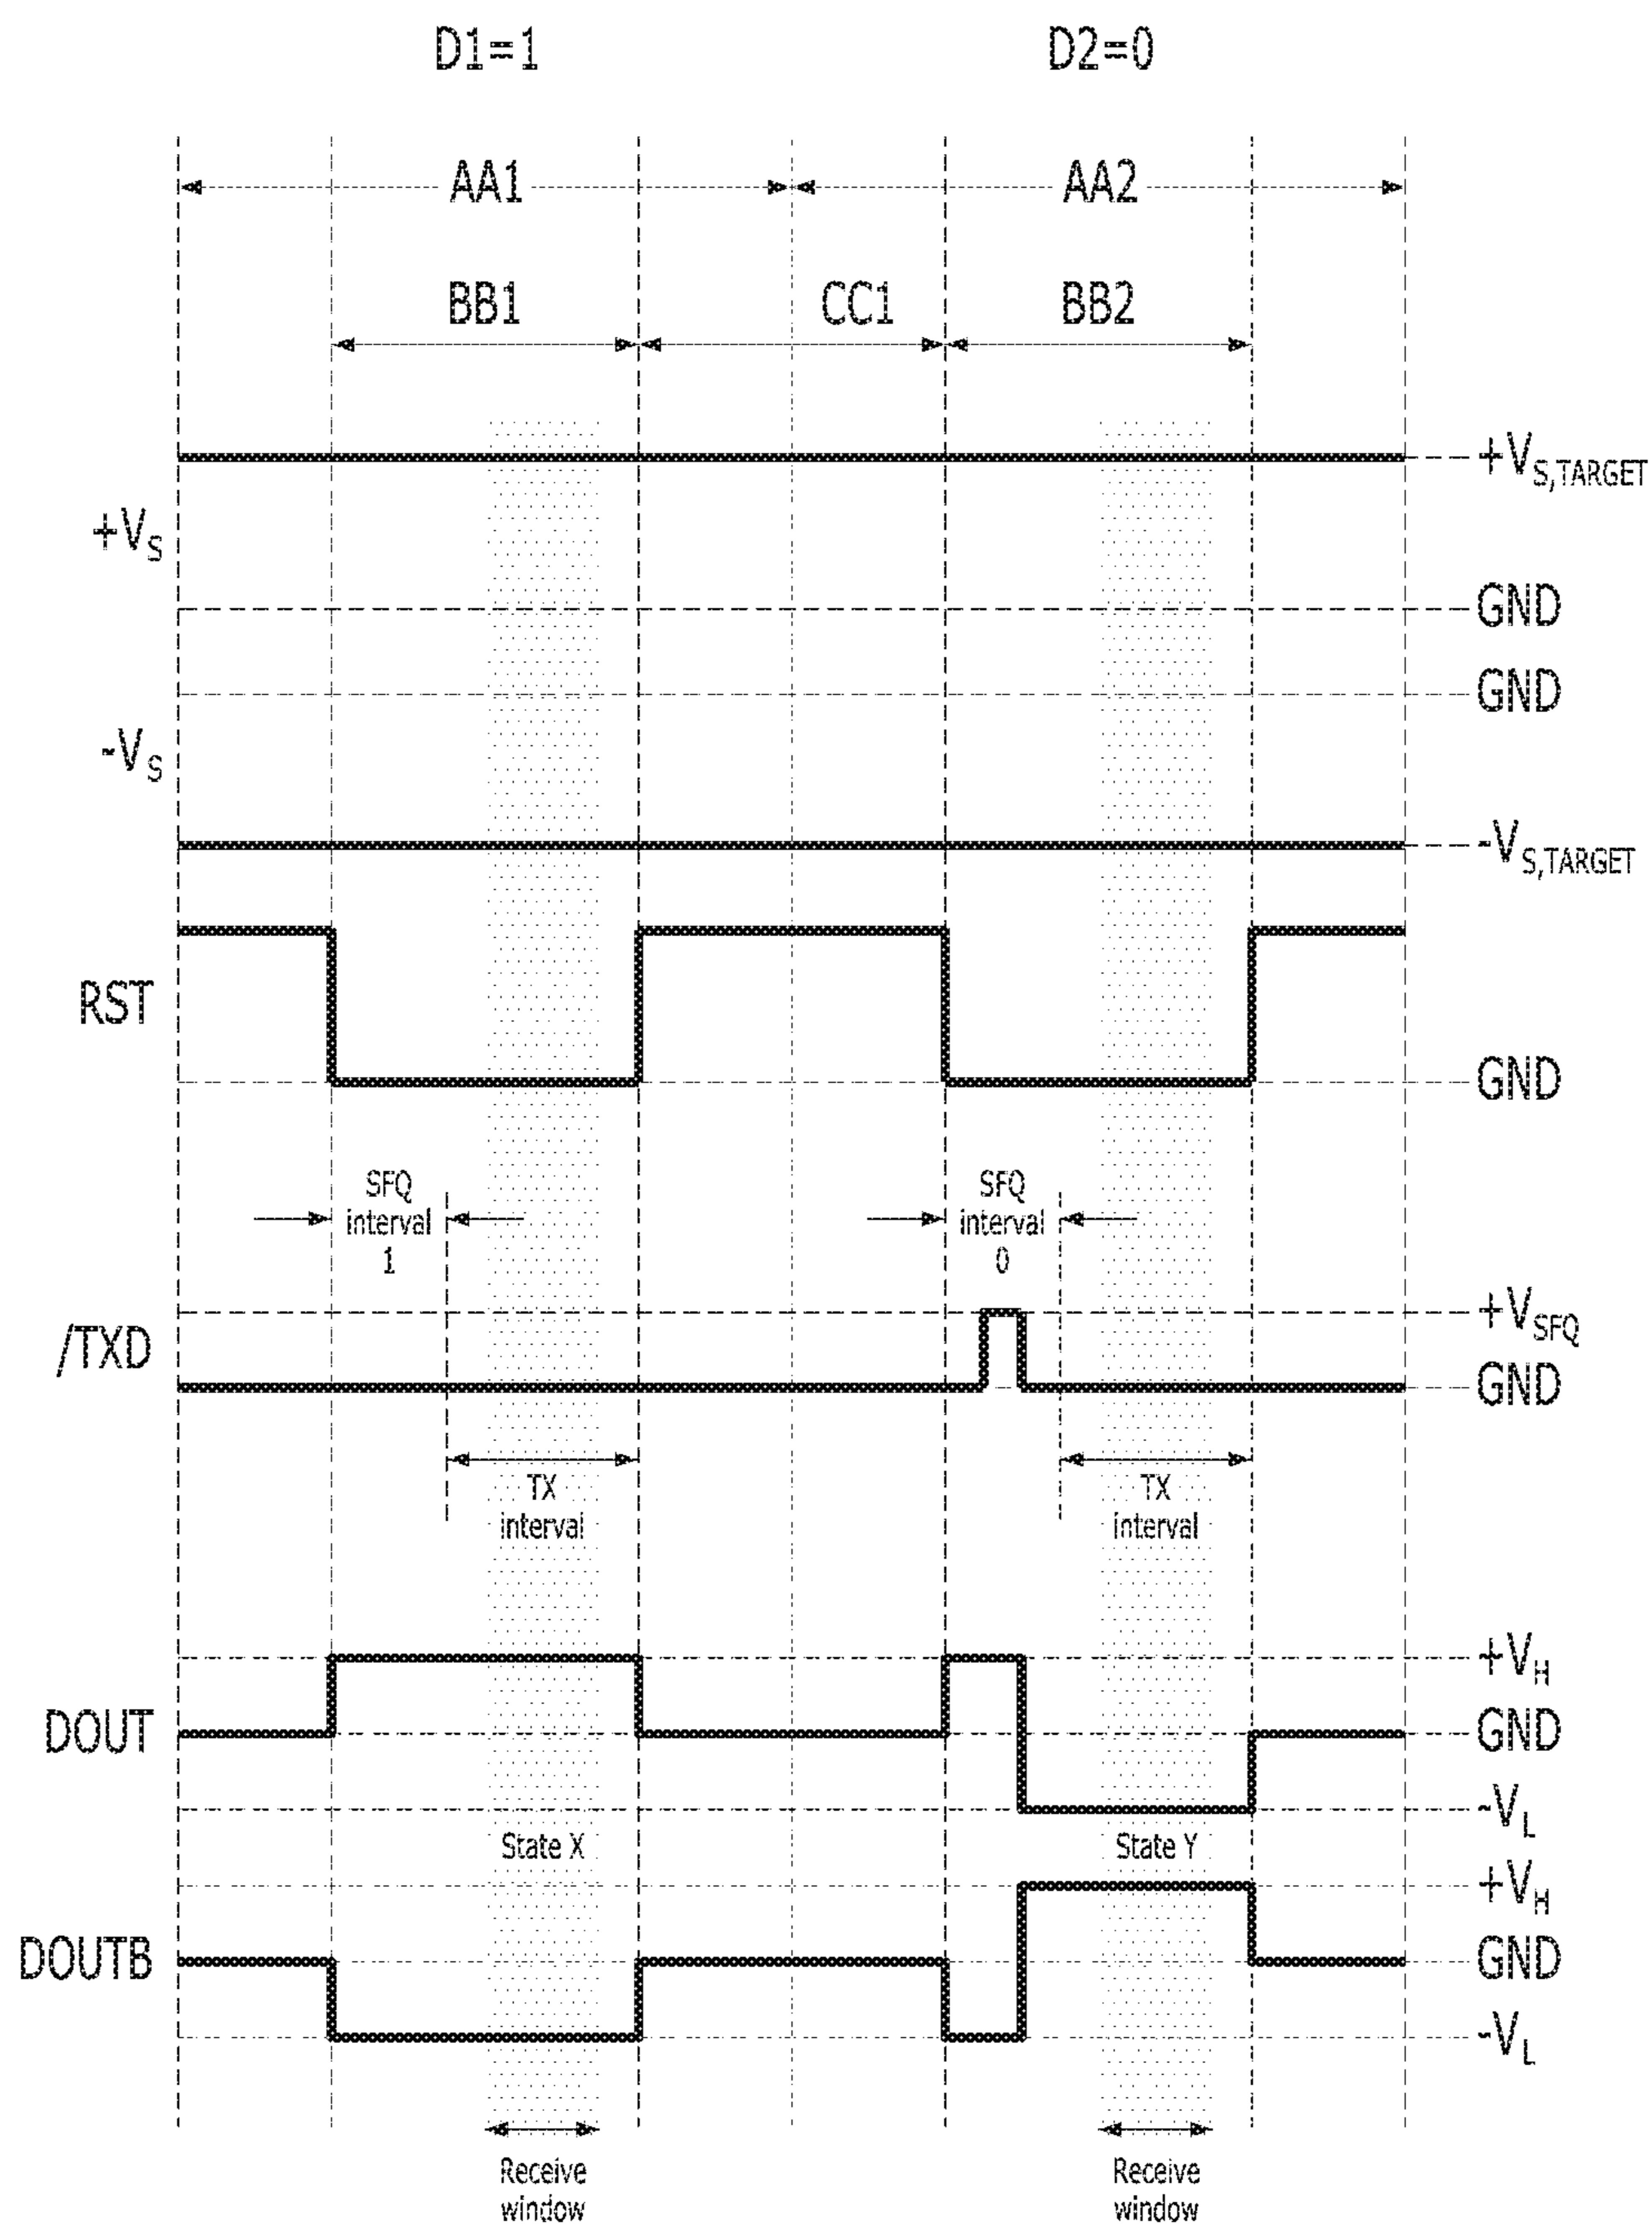 D1=1 D2=0
AA1 AA2
BB1 CC1 BB2
+VS,TARGET
+VS
GND
GND
-VS
-VS,TARGET
RST
GND
SFQ
interval
1
SFQ
interval
0
/TXD
+VSFQ
GND
TX
interval
TX
interval
DOUT
+VH
GND
-VL
State X State Y
DOUTB
+VH
GND
-VL
Receive
window
Receive
window